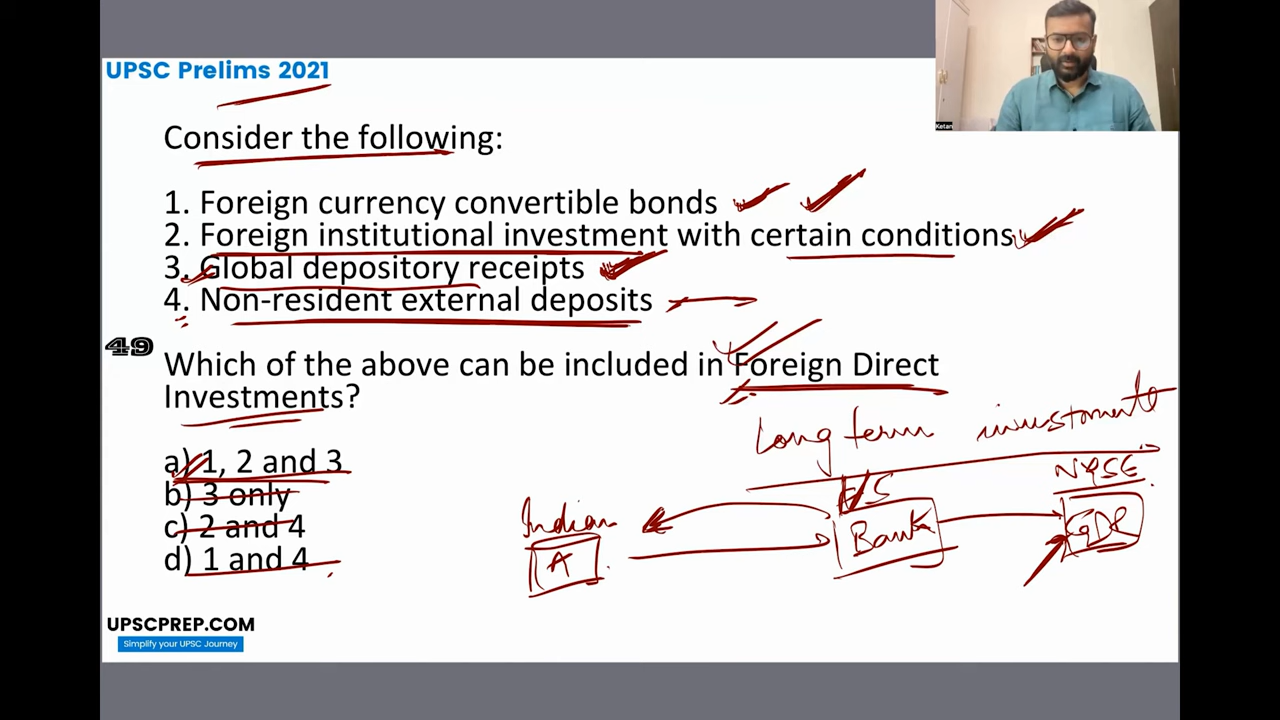 UPSC Prelims 2021
Ketan
Consider the following:
1. Foreign currency convertible bonds
2. Foreign institutional investment with certain conditions
3. Global depository receipts
4. Non-resident external deposits
49
Which of the above can be included in Foreign Direct
Investments?
Long term investments
a) 1, 2 and 3
b) 3 only
c) 2 and 4
d) 1 and 4
Indian
A
Bank
NYSE
GDR
UPSCPREP.COM
Simplify your UPSC Journey